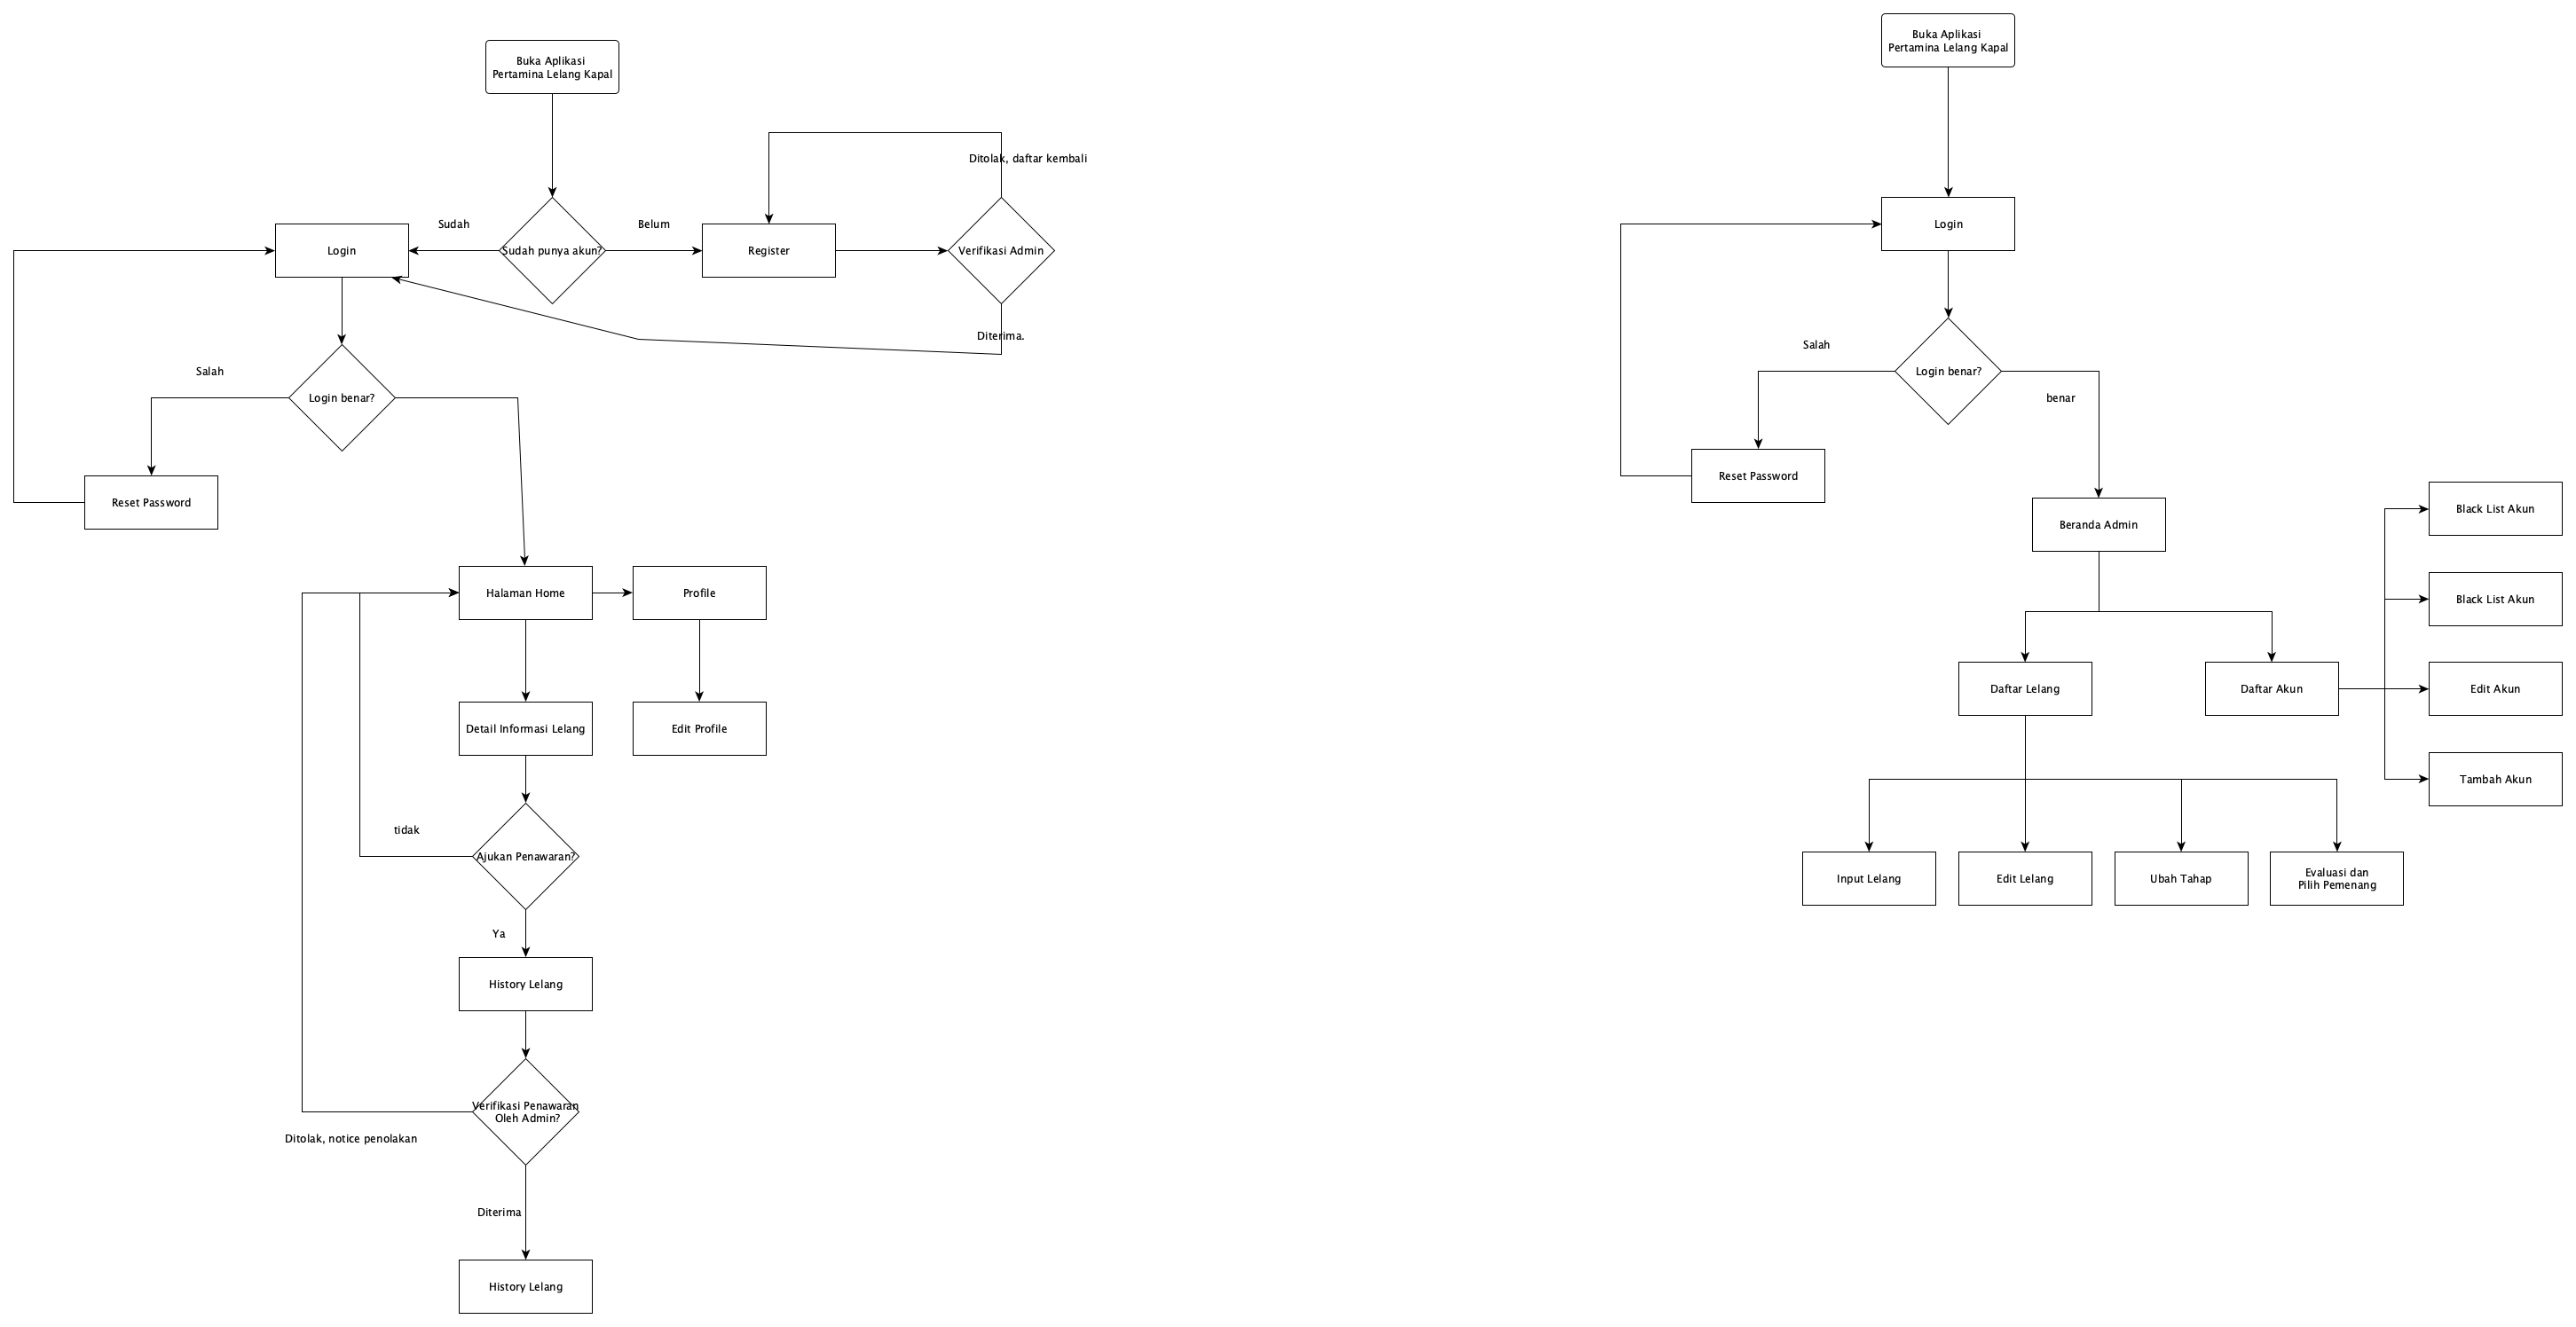 Buka Aplikasi
Pertamina Lelang Kapal
Ditolak, daftar kembali
Sudah
Belum
Login
Sudah punya akun?
Register
Verifikasi Admin
Diterima.
Salah
Login benar?
Reset Password
Halaman Home
Profile
Detail Informasi Lelang
Edit Profile
tidak
Ajukan Penawaran?
Ya
History Lelang
Verifikasi Penawaran
Oleh Admin?
Ditolak, notice penolakan
Diterima
History Lelang
Buka Aplikasi
Pertamina Lelang Kapal
Login
Salah
Login benar?
benar
Reset Password
Beranda Admin
Black List Akun
Black List Akun
Daftar Lelang
Daftar Akun
Edit Akun
Tambah Akun
Input Lelang
Edit Lelang
Ubah Tahap
Evaluasi dan
Pilih Pemenang